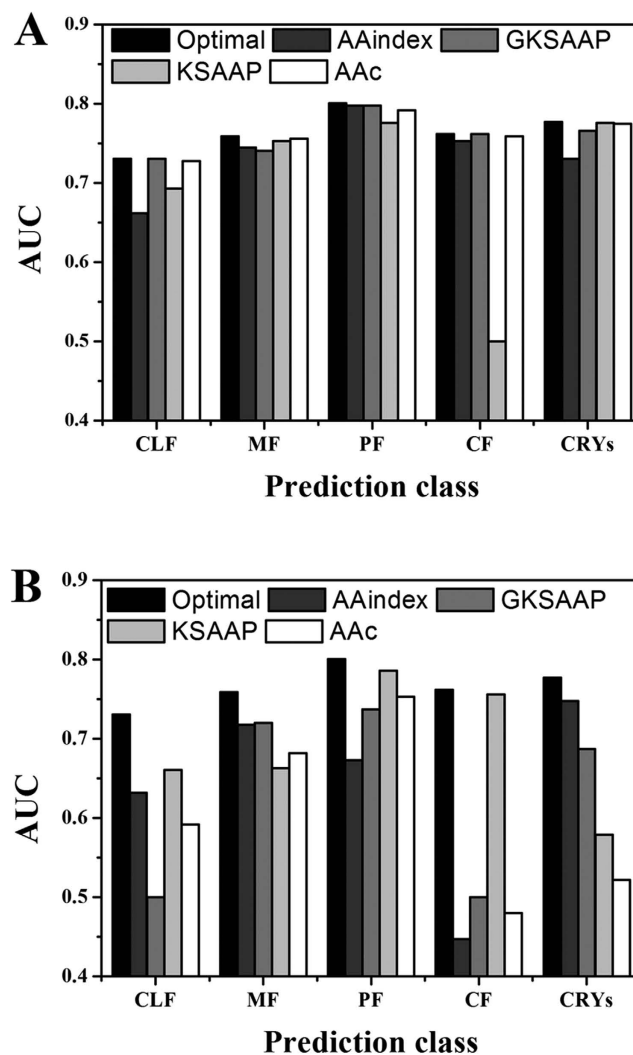 A
0.9
Optimal AAindex GKSAAP
KSAAP AAc
0.8
0.7
0.6
0.5
0.4
AUC
CLF MF PF CF CRYs
Prediction class
B
0.9
Optimal AAindex GKSAAP
KSAAP AAc
0.8
0.7
0.6
0.5
0.4
AUC
CLF MF PF CF CRYs
Prediction class